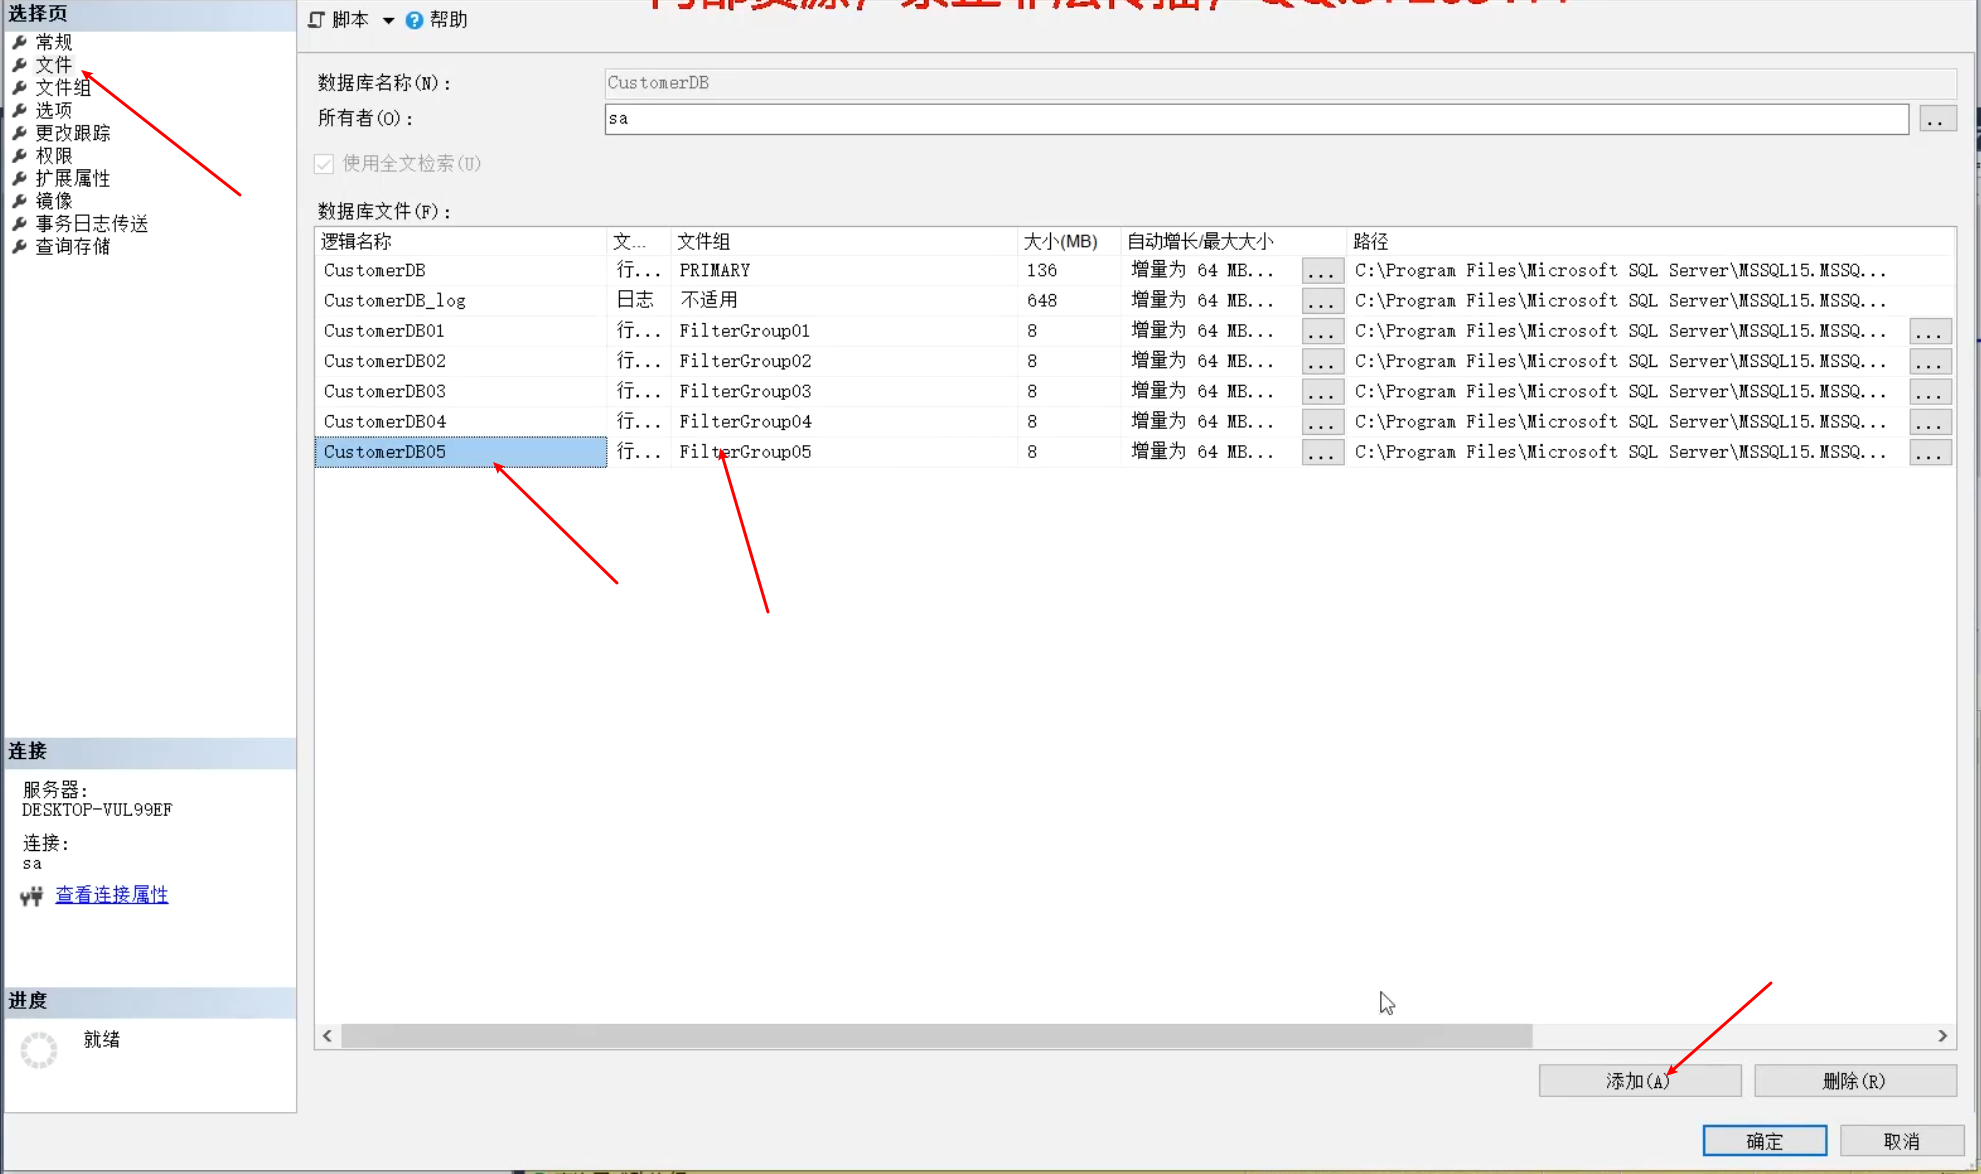 选择页
常规
文件
文件组
选项
更改跟踪
权限
扩展属性
镜像
事务日志传送
查询存储
连接
服务器:
DESKTOP-VUL99EF
连接:
sa
查看连接属性
进度
就绪
脚本 帮助
数据库名称(N): CustomerDB
所有者(O): sa ..
使用全文检索(U)
数据库文件(F):
逻辑名称 文... 文件组 大小(MB) 自动增长/最大大小 路径
CustomerDB 行... PRIMARY 136 增量为 64 MB... ... C:\Program Files\Microsoft SQL Server\MSSQL15.MSSQ...
CustomerDB_log 日志 不适用 648 增量为 64 MB... ... C:\Program Files\Microsoft SQL Server\MSSQL15.MSSQ...
CustomerDB01 行... FilterGroup01 8 增量为 64 MB... ... C:\Program Files\Microsoft SQL Server\MSSQL15.MSSQ... ...
CustomerDB02 行... FilterGroup02 8 增量为 64 MB... ... C:\Program Files\Microsoft SQL Server\MSSQL15.MSSQ... ...
CustomerDB03 行... FilterGroup03 8 增量为 64 MB... ... C:\Program Files\Microsoft SQL Server\MSSQL15.MSSQ... ...
CustomerDB04 行... FilterGroup04 8 增量为 64 MB... ... C:\Program Files\Microsoft SQL Server\MSSQL15.MSSQ... ...
CustomerDB05 行... FilterGroup05 8 增量为 64 MB... ... C:\Program Files\Microsoft SQL Server\MSSQL15.MSSQ... ...
添加(A) 删除(R)
确定 取消